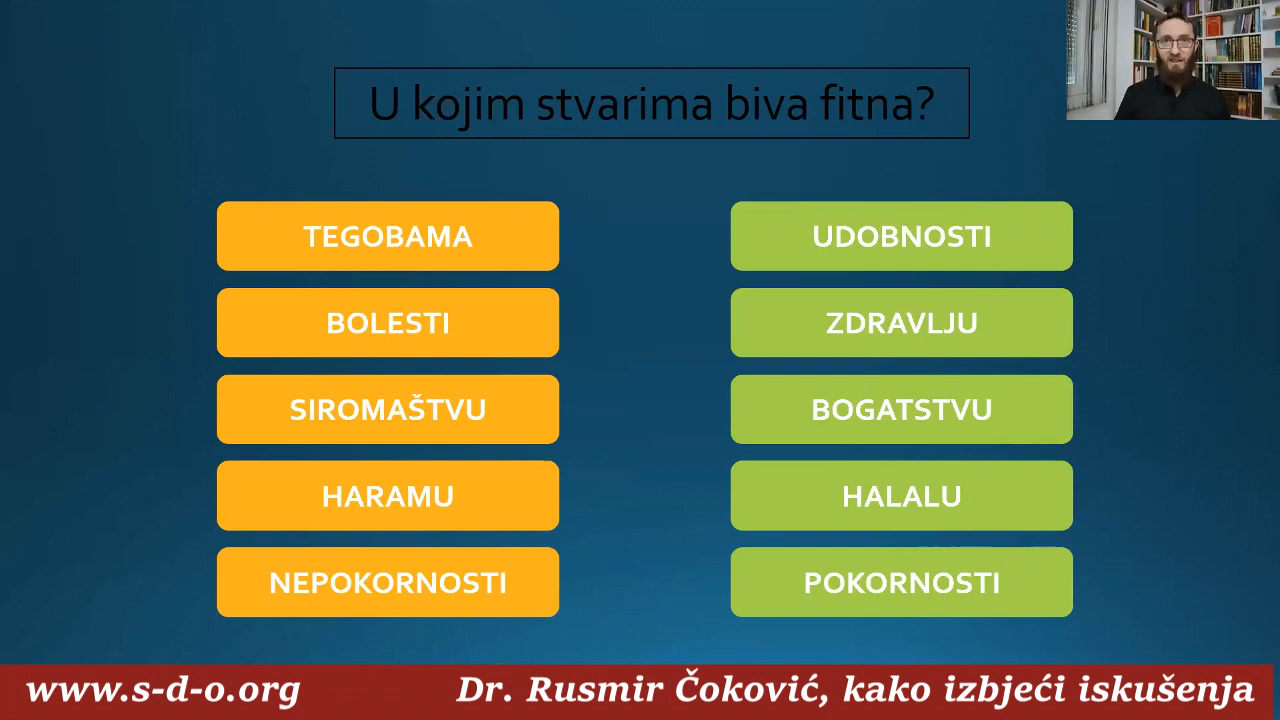 U kojim stvarima biva fitna?
TEGOBAMA
UDOBNOSTI
BOLESTI
ZDRAVLJU
SIROMAŠTVU
BOGATSTVU
HARAMU
HALALU
NEPOKORNOSTI
POKORNOSTI
www.s-d-o.org
Dr. Rusmir Čoković, kako izbjeći iskušenja